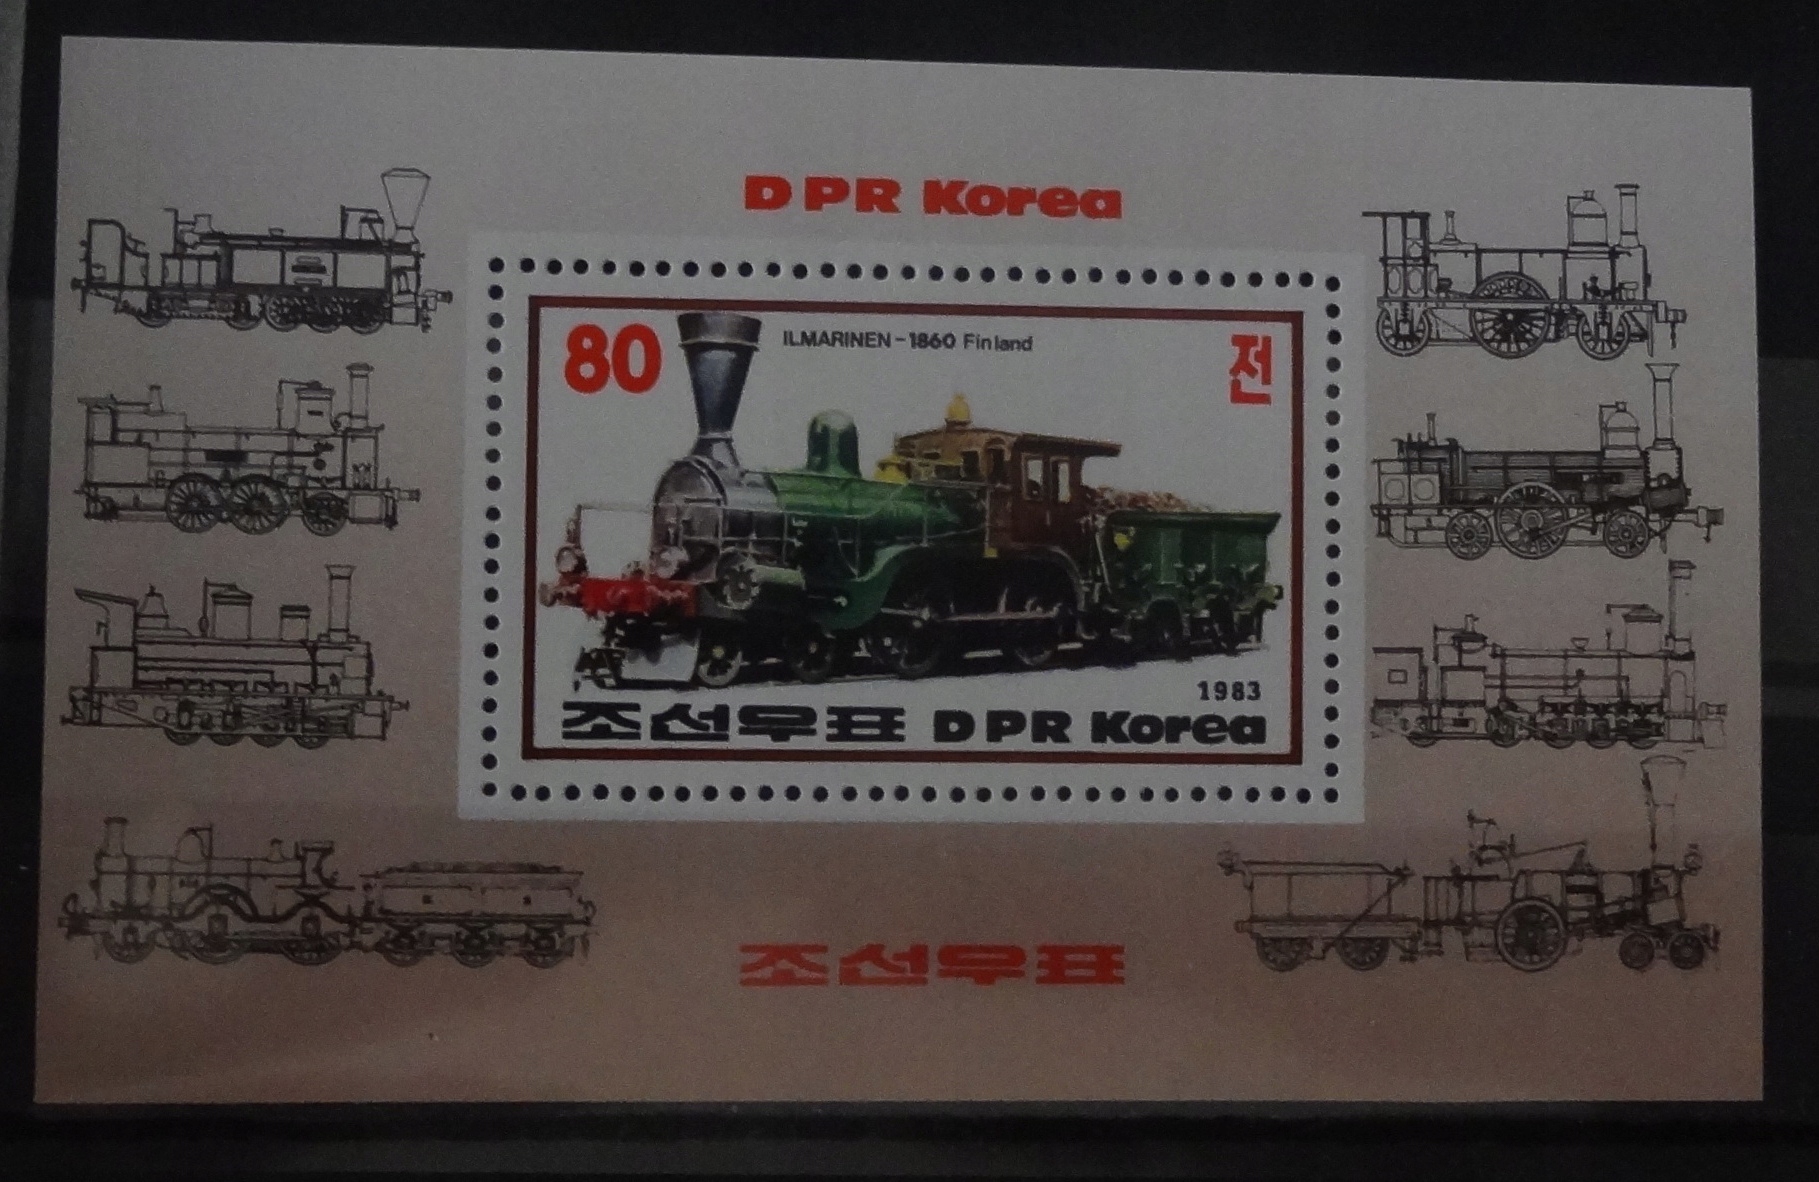 DPR Korea
80
ILMARINEN-1860 Finland
전
1983
조선우표 DPR Korea
조선우표